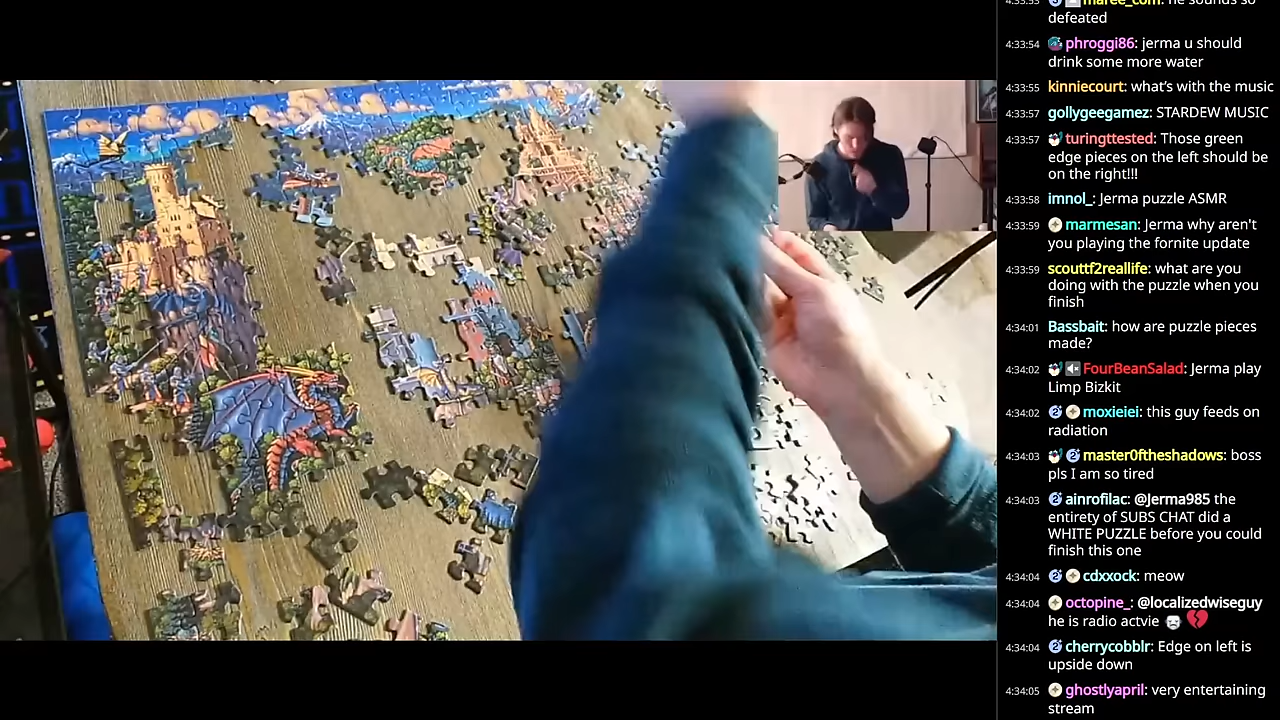 4:33:53 maree_com: he sounds so
defeated
4:33:54 phroggi86: jerma u should
drink some more water
4:33:55 kinniecourt: what's with the music
4:33:57 gollygeegamez: STARDEW MUSIC
4:33:57 turingttested: Those green
edge pieces on the left should be
on the right!!!
4:33:58 imnol_: Jerma puzzle ASMR
4:33:59 marmesan: Jerma why aren't
you playing the fornite update
4:33:59 scouttf2reallife: what are you
doing with the puzzle when you
finish
4:34:01 Bassbait: how are puzzle pieces
made?
4:34:02 FourBeanSalad: Jerma play
Limp Bizkit
4:34:02 moxieiei: this guy feeds on
radiation
4:34:03 master0ftheshadows: boss
pls I am so tired
4:34:03 ainrofilac: @Jerma985 the
entirety of SUBS CHAT did a
WHITE PUZZLE before you could
finish this one
4:34:04 cdxxock: meow
4:34:04 octopine_: @localizedwiseguy
he is radio actvie
4:34:04 cherrycobblr: Edge on left is
upside down
4:34:05 ghostlyapril: very entertaining
stream